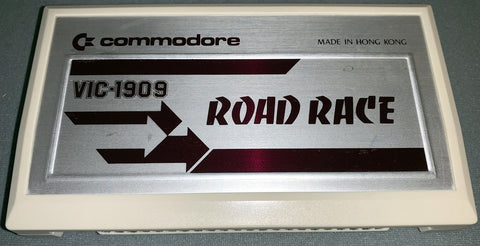 commodore
MADE IN HONG KONG
VIC-1909
ROAD RACE